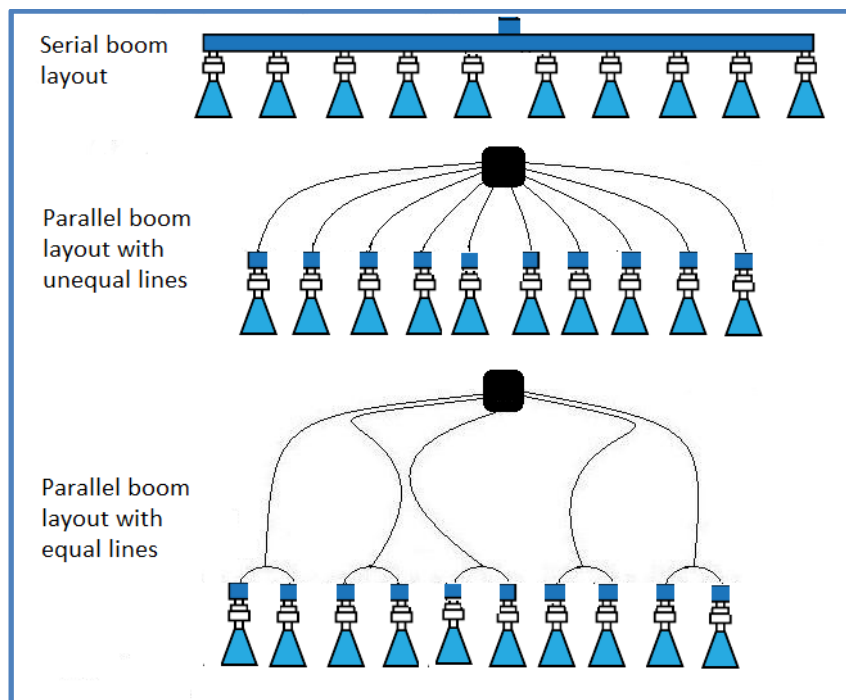 Serial boom
layout
Parallel boom
layout with
unequal lines
Parallel boom
layout with
equal lines